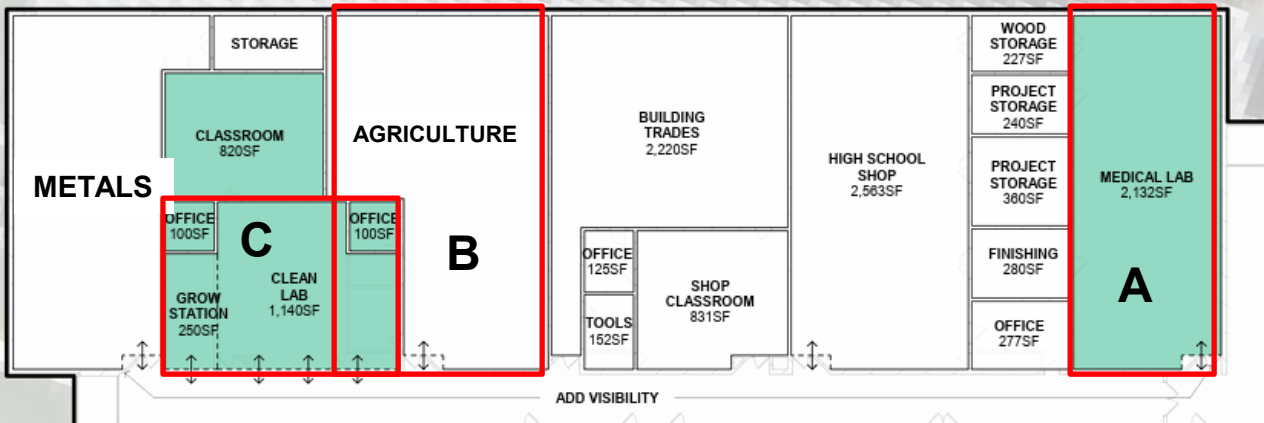 STORAGE
CLASSROOM
820SF
METALS
OFFICE
100SF
C
GROW
STATION
250SF
CLEAN
LAB
1,140SF
OFFICE
100SF
AGRICULTURE
B
BUILDING
TRADES
2,220SF
OFFICE
125SF
TOOLS
152SF
SHOP
CLASSROOM
831SF
HIGH SCHOOL
SHOP
2,563SF
WOOD
STORAGE
227SF
PROJECT
STORAGE
240SF
PROJECT
STORAGE
360SF
FINISHING
280SF
OFFICE
277SF
MEDICAL LAB
2,132SF
A
ADD VISIBILITY